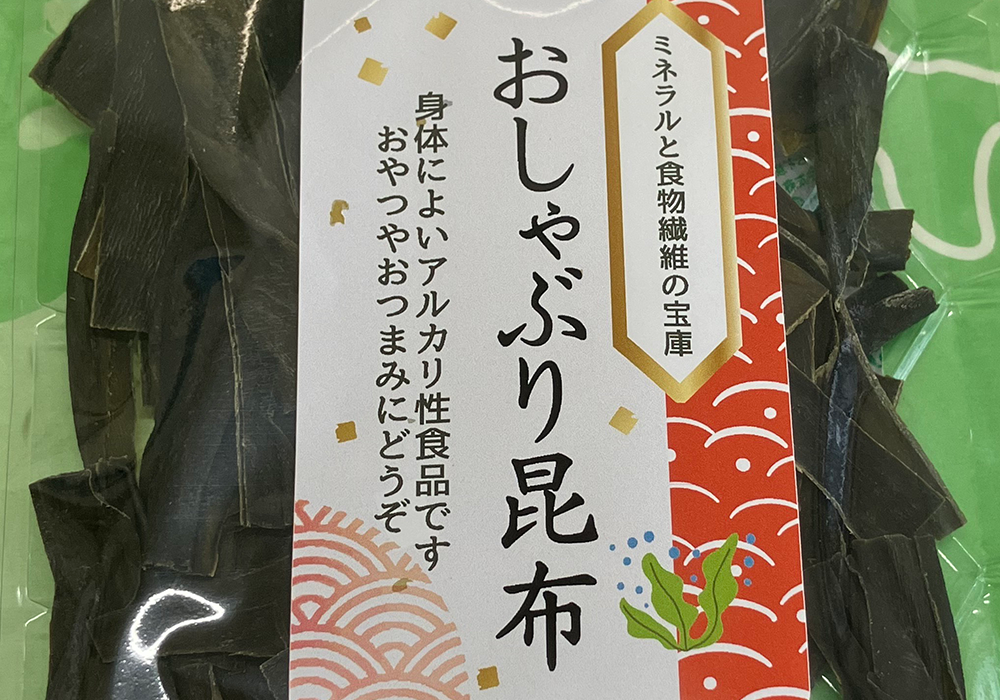 ミネラルと食物繊維の宝庫
おしゃぶり昆布
身体によいアルカリ性食品です
おやつやおつまみにどうぞ